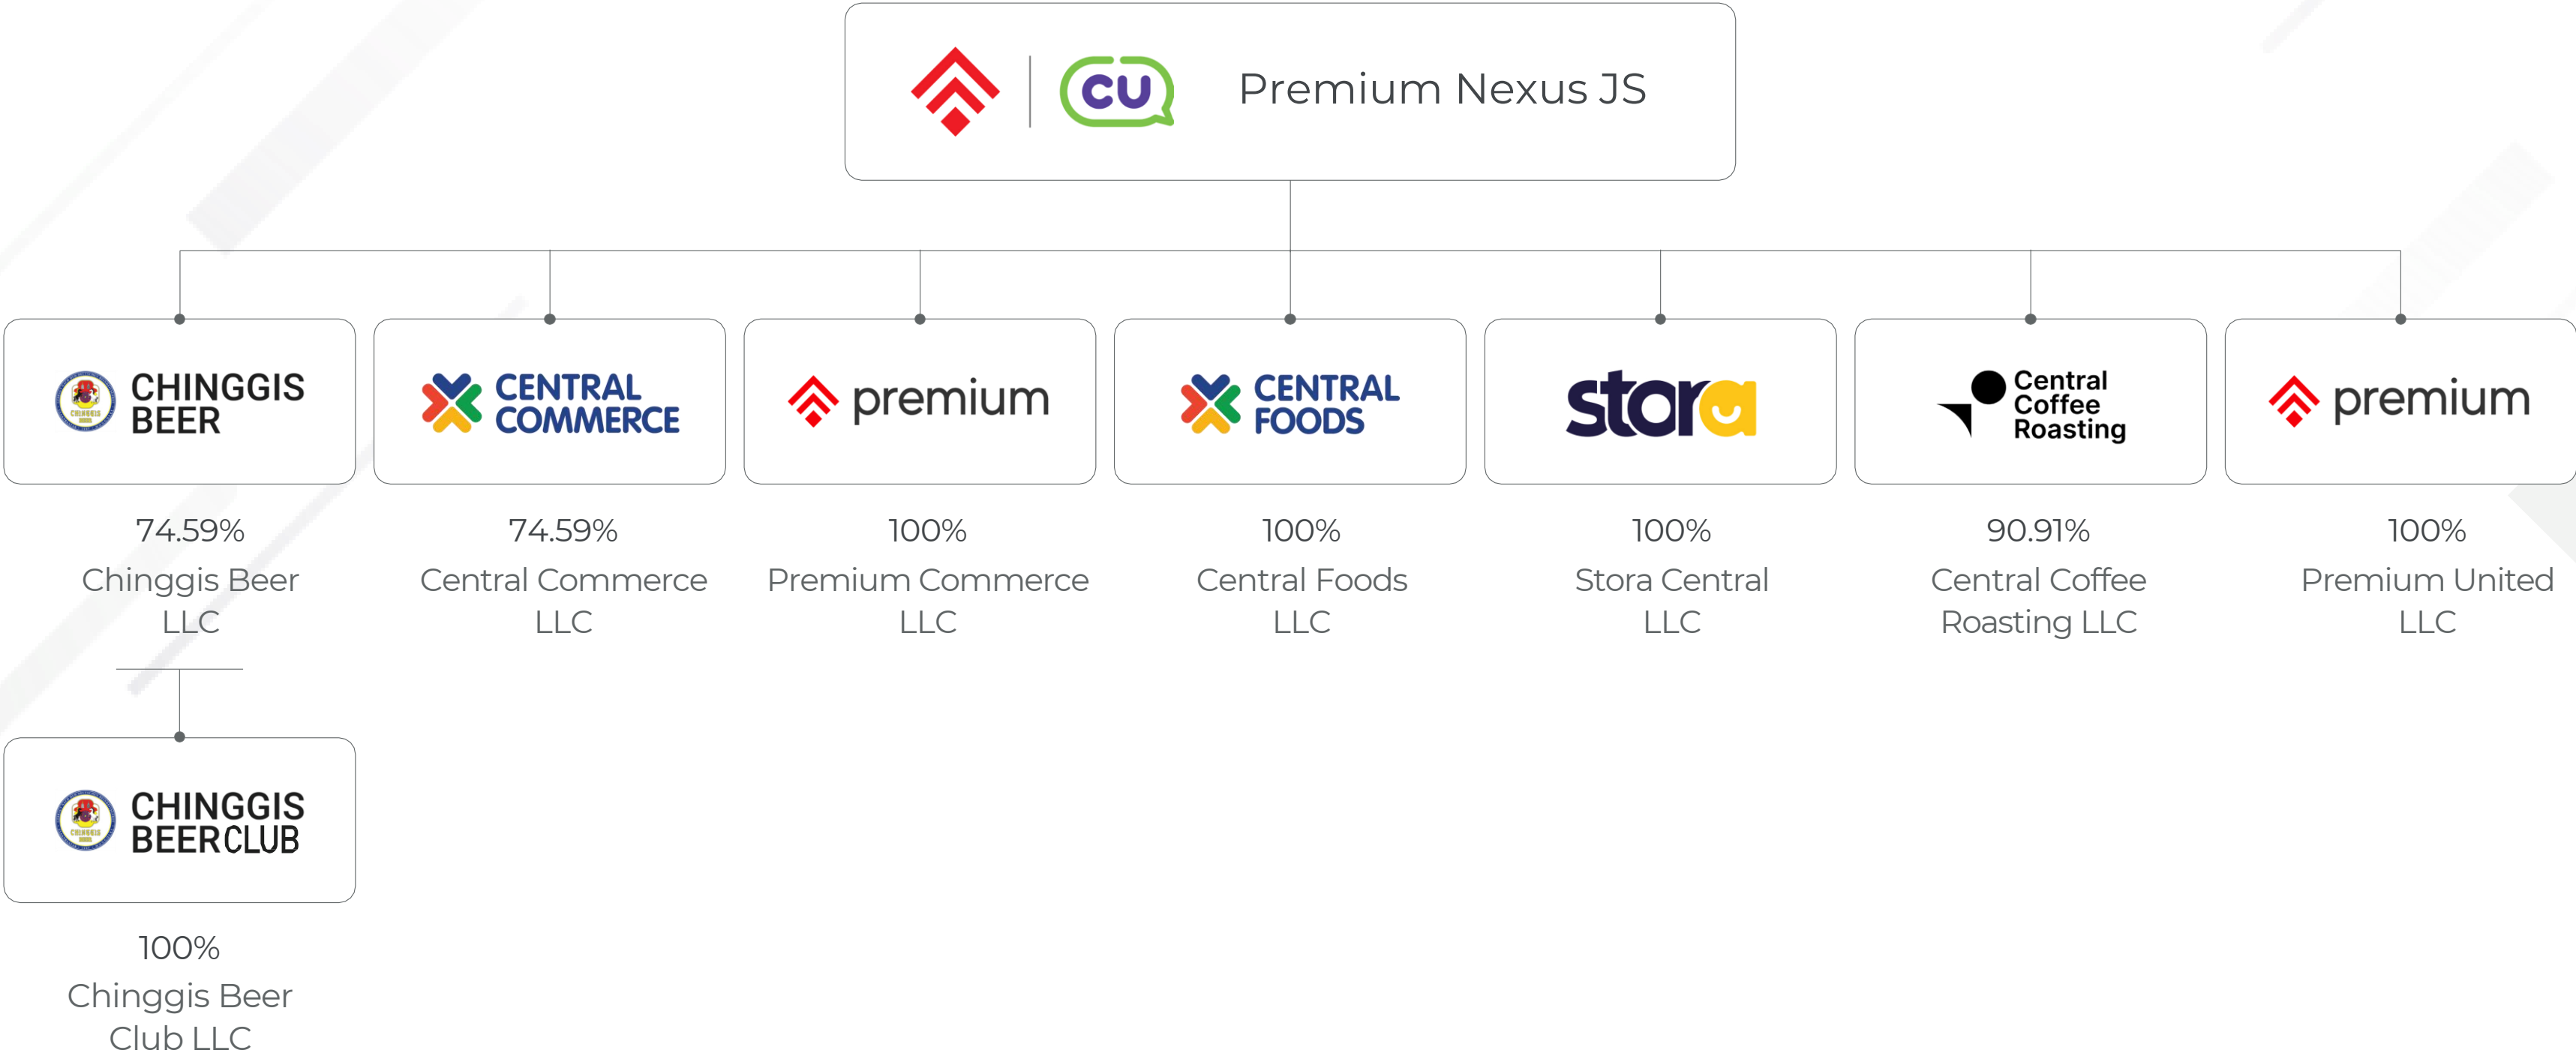 CU
Premium Nexus JS
CHINGGIS
BEER
CENTRAL
COMMERCE
premium
CENTRAL
FOODS
stora
Central
Coffee
Roasting
premium
74.59%
Chinggis Beer
LLC
74.59%
Central Commerce
LLC
100%
Premium Commerce
LLC
100%
Central Foods
LLC
100%
Stora Central
LLC
90.91%
Central Coffee
Roasting LLC
100%
Premium United
LLC
CHINGGIS
BEER CLUB
100%
Chinggis Beer
Club LLC